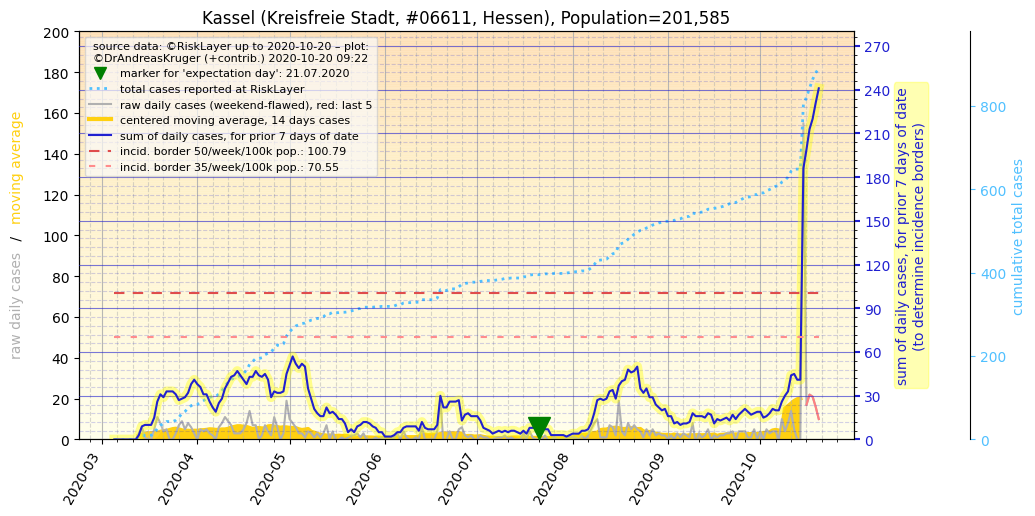 Kassel (Kreisfreie Stadt, #06611, Hessen), Population=201,585
source data: ©RiskLayer up to 2020-10-20 – plot:
©DrAndreasKruger (+contrib.) 2020-10-20 09:22
marker for 'expectation day': 21.07.2020
total cases reported at RiskLayer
raw daily cases (weekend-flawed), red: last 5
centered moving average, 14 days cases
sum of daily cases, for prior 7 days of date
incid. border 50/week/100k pop.: 100.79
incid. border 35/week/100k pop.: 70.55
raw daily cases / moving average
200
180
160
140
120
100
80
60
40
20
0
2020-03
2020-04
2020-05
2020-06
2020-07
2020-08
2020-09
2020-10
270
240
210
180
150
120
90
60
30
0
sum of daily cases, for prior 7 days of date
(to determine incidence borders)
800
600
400
200
0
cumulative total cases